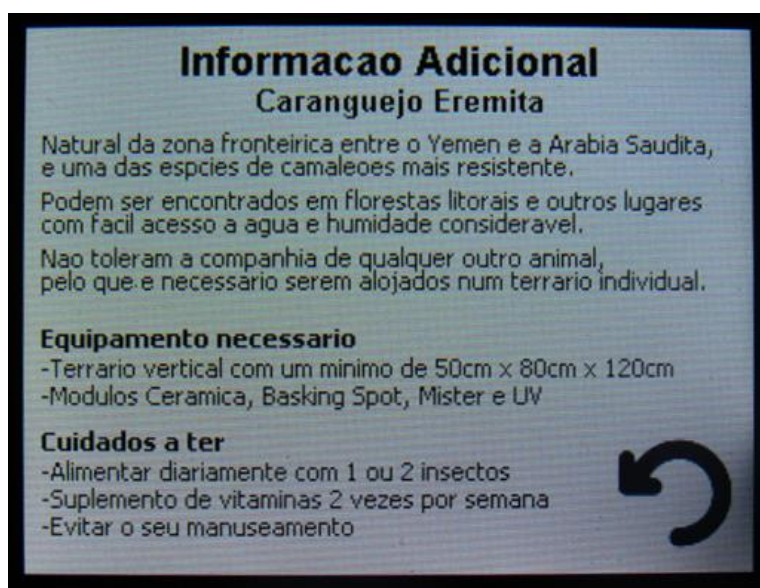 Informacao Adicional
Caranguejo Eremita
Natural da zona fronteirica entre o Yemen e a Arabia Saudita,
e uma das espcies de camaleoes mais resistente.
Podem ser encontrados em florestas litorais e outros lugares
com facil acesso a agua e humidade consideravel.
Nao toleram a companhia de qualquer outro animal,
pelo que e necessario serem alojados num terrario individual.
Equipamento necessario
-Terrario vertical com um minimo de 50cm x 80cm x 120cm
-Modulos Ceramica, Basking Spot, Mister e UV
Cuidados a ter
-Alimentar diariamente com 1 ou 2 insectos
-Suplemento de vitaminas 2 vezes por semana
-Evitar o seu manuseamento